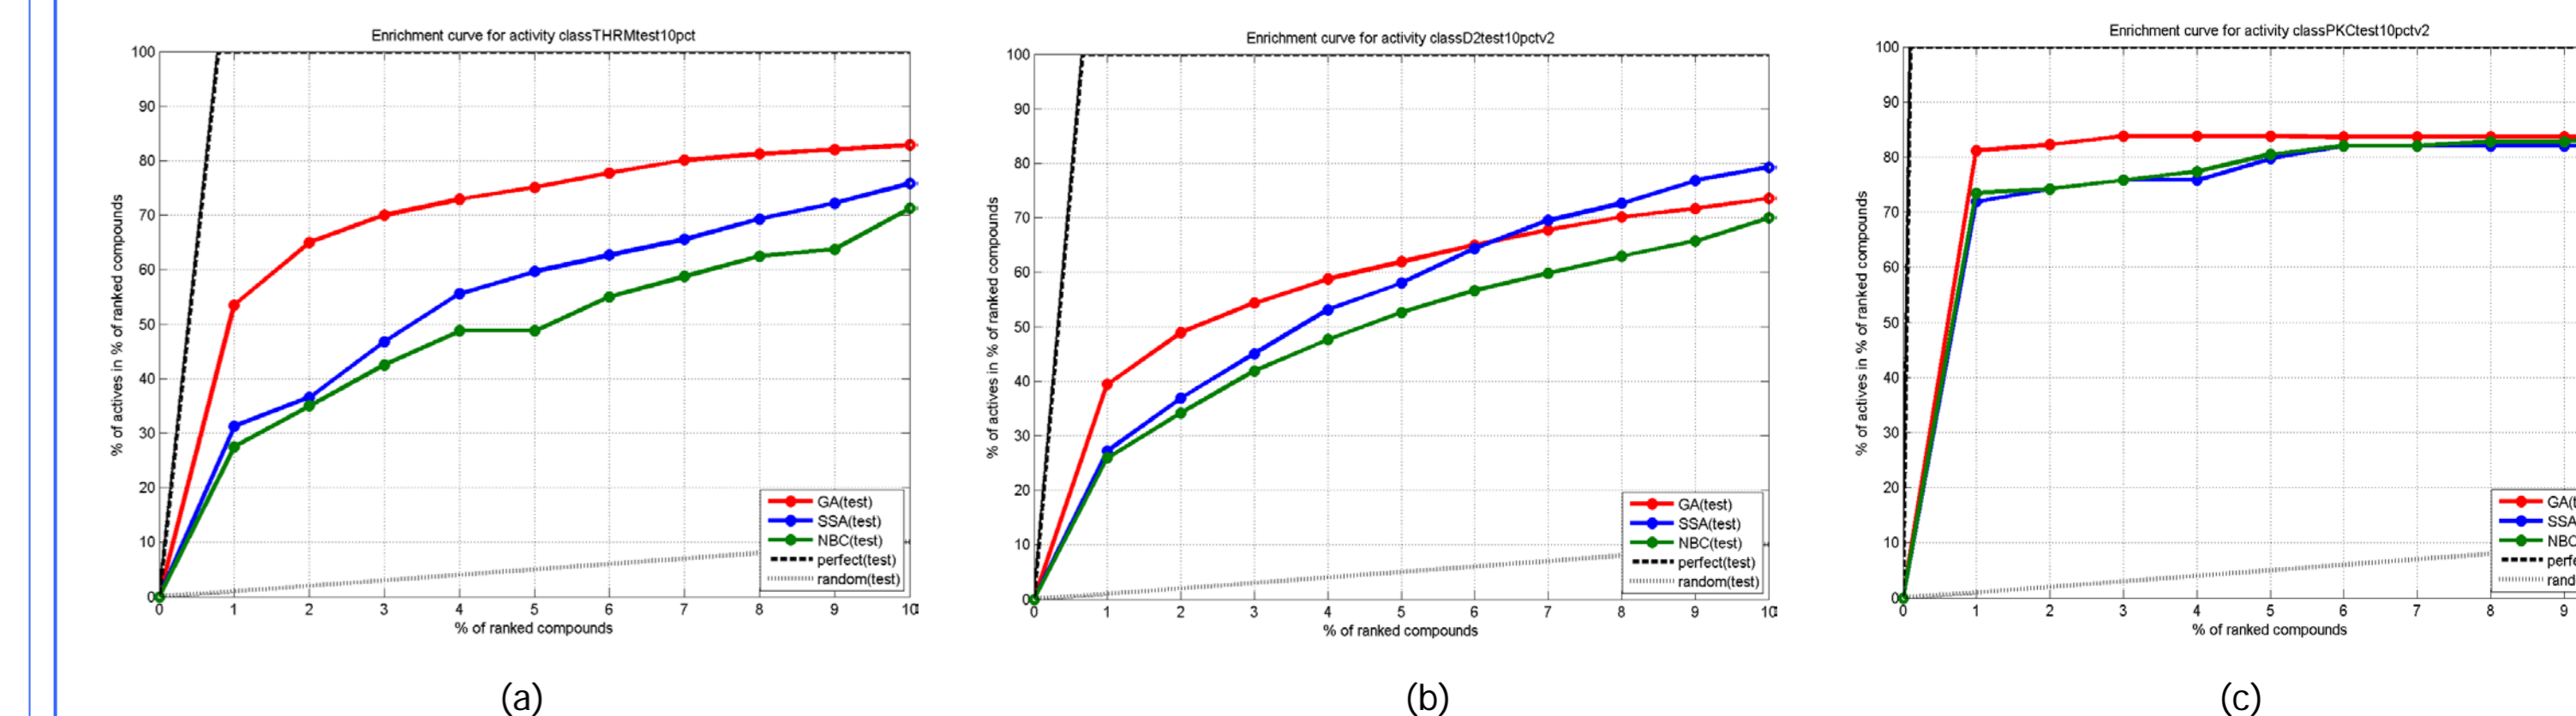 Enrichment curve for activity classTHRMtest10pct
100
90
80
70
60
50
40
30
20
10
0
% of actives in % of ranked compounds
GA(test)
SSA(test)
NBC(test)
perfect(test)
random(test)
0 1 2 3 4 5 6 7 8 9 10
% of ranked compounds
(a)
Enrichment curve for activity classD2test10pctv2
100
90
80
70
60
50
40
30
20
10
0
% of actives in % of ranked compounds
GA(test)
SSA(test)
NBC(test)
perfect(test)
random(test)
0 1 2 3 4 5 6 7 8 9 10
% of ranked compounds
(b)
Enrichment curve for activity classPKCtest10pctv2
100
90
80
70
60
50
40
30
20
10
0
% of actives in % of ranked compounds
GA(t
SSA
NBC
perfe
rand
0 1 2 3 4 5 6 7 8 9
% of ranked compounds
(c)